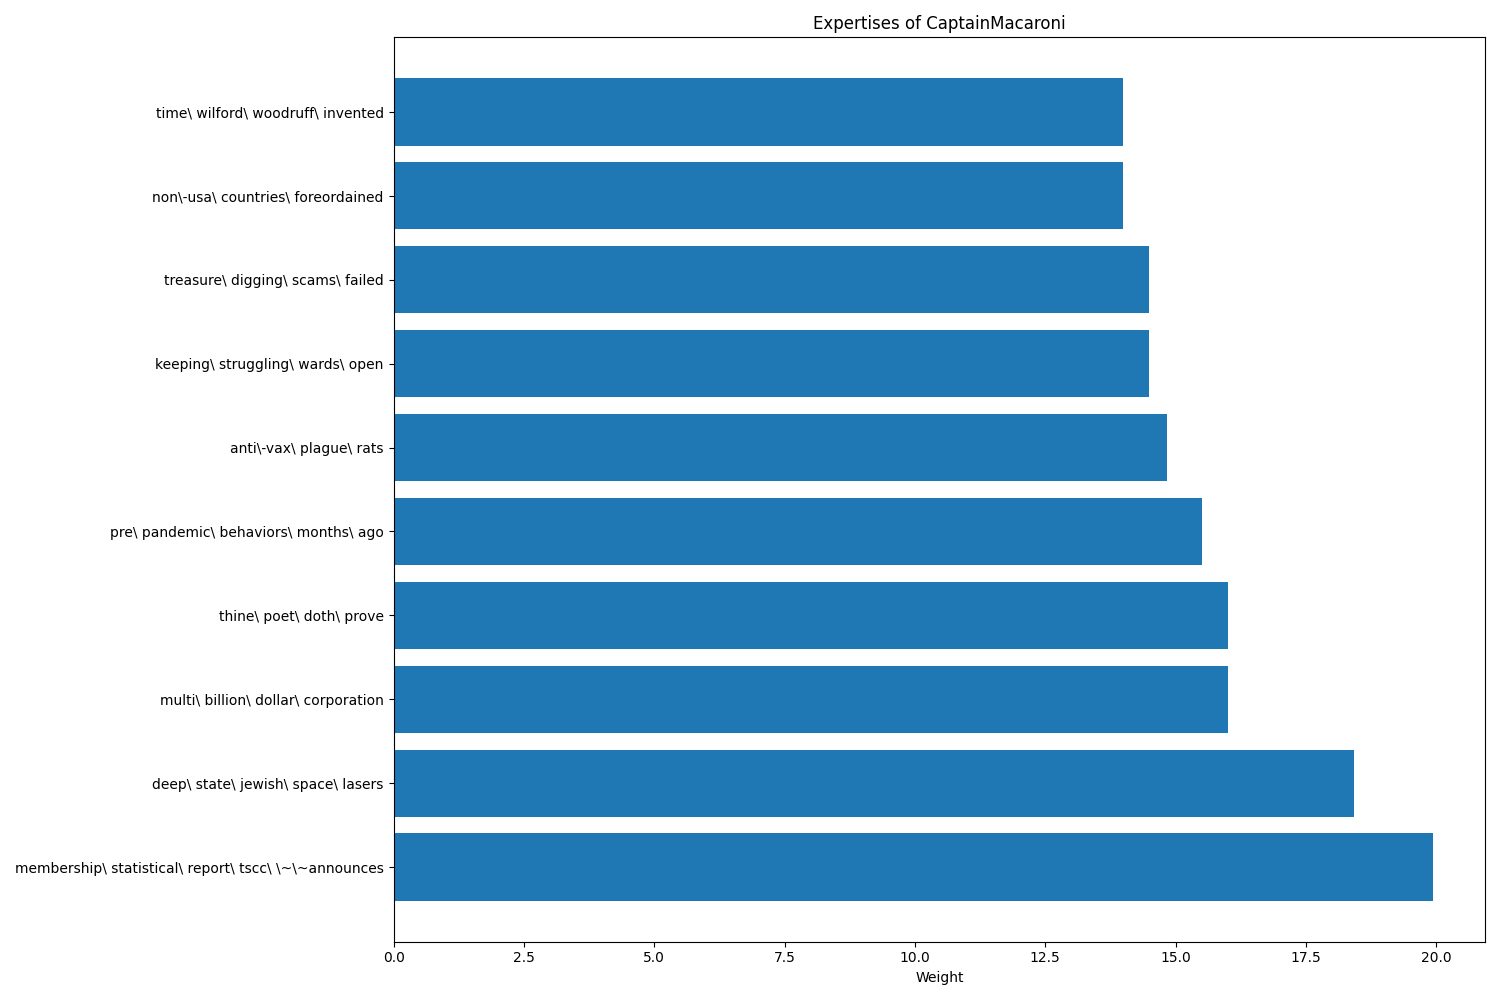 Expertises of CaptainMacaroni
time\ wilford\ woodruff\ invented
non\-usa\ countries\ foreordained
treasure\ digging\ scams\ failed
keeping\ struggling\ wards\ open
anti\-vax\ plague\ rats
pre\ pandemic\ behaviors\ months\ ago
thine\ poet\ doth\ prove
multi\ billion\ dollar\ corporation
deep\ state\ jewish\ space\ lasers
membership\ statistical\ report\ tscc\ \~\~announces
0.0 2.5 5.0 7.5 10.0 12.5 15.0 17.5 20.0
Weight